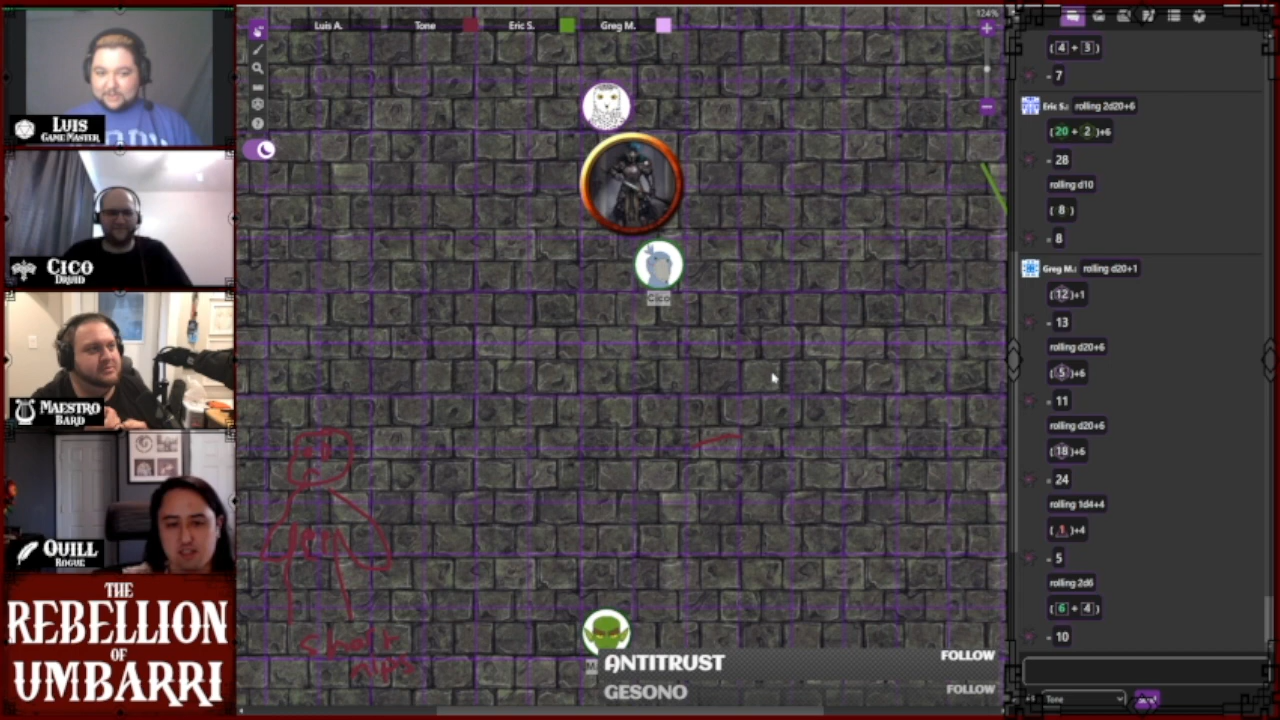 LUIS
GAME MASTER
CICO
DRUID
MAESTRO
BARD
QUILL
ROGUE
THE
REBELLION
OF
UMBARRI
Luis A.
Tone
Eric S.
Greg M.
124%
Cico
Shalt
nips
M
ANTITRUST
FOLLOW
GESONO
FOLLOW
(4+3)
=7
Eric S.: rolling 2d20+6
(20+2)+6
=28
rolling d10
(8)
=8
Greg M.: rolling d20+1
(12)+1
=13
rolling d20+6
(5)+6
=11
rolling d20+6
(18)+6
=24
rolling 1d4+4
(1)+4
=5
rolling 2d6
(6+4)
=10
Tone